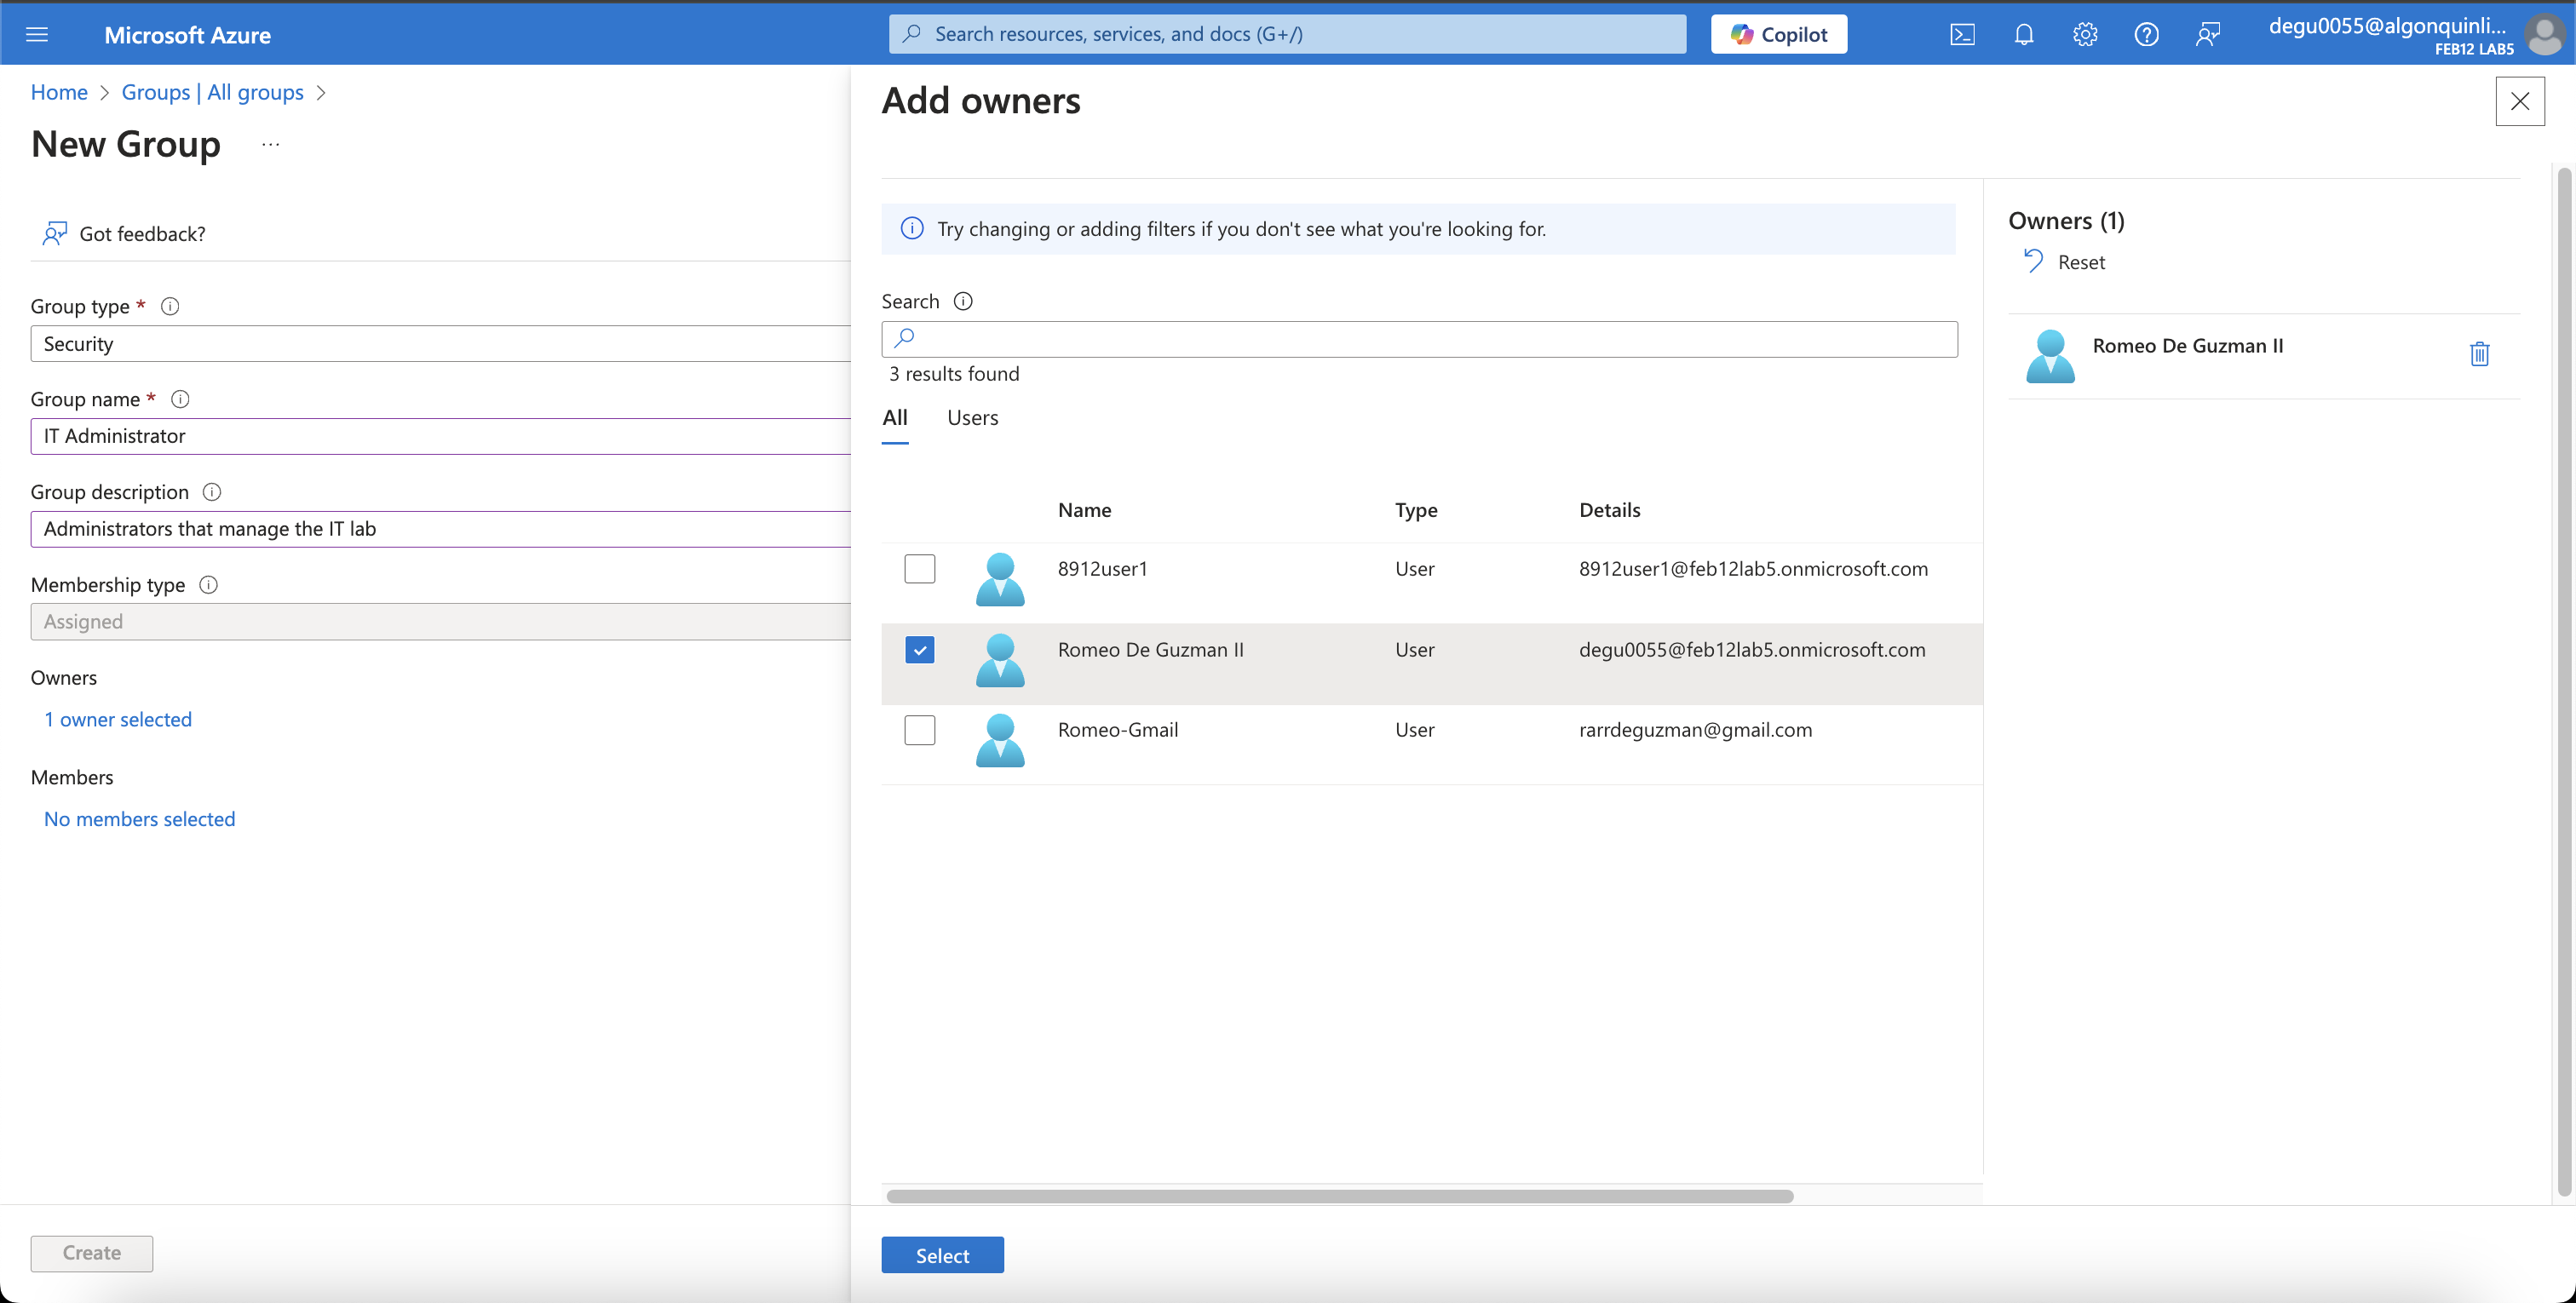 Microsoft Azure
Search resources, services, and docs (G+/)
Copilot
degu0055@algonquinli...
FEB12 LAB5
Home > Groups | All groups >
New Group ...
Got feedback?
Group type *
Security
Group name *
IT Administrator
Group description
Administrators that manage the IT lab
Membership type
Assigned
Owners
1 owner selected
Members
No members selected
Create
Add owners
Try changing or adding filters if you don't see what you're looking for.
Search
3 results found
All Users
Name Type Details
8912user1 User 8912user1@feb12lab5.onmicrosoft.com
Romeo De Guzman II User degu0055@feb12lab5.onmicrosoft.com
Romeo-Gmail User rarrdeguzman@gmail.com
Select
Owners (1)
Reset
Romeo De Guzman II